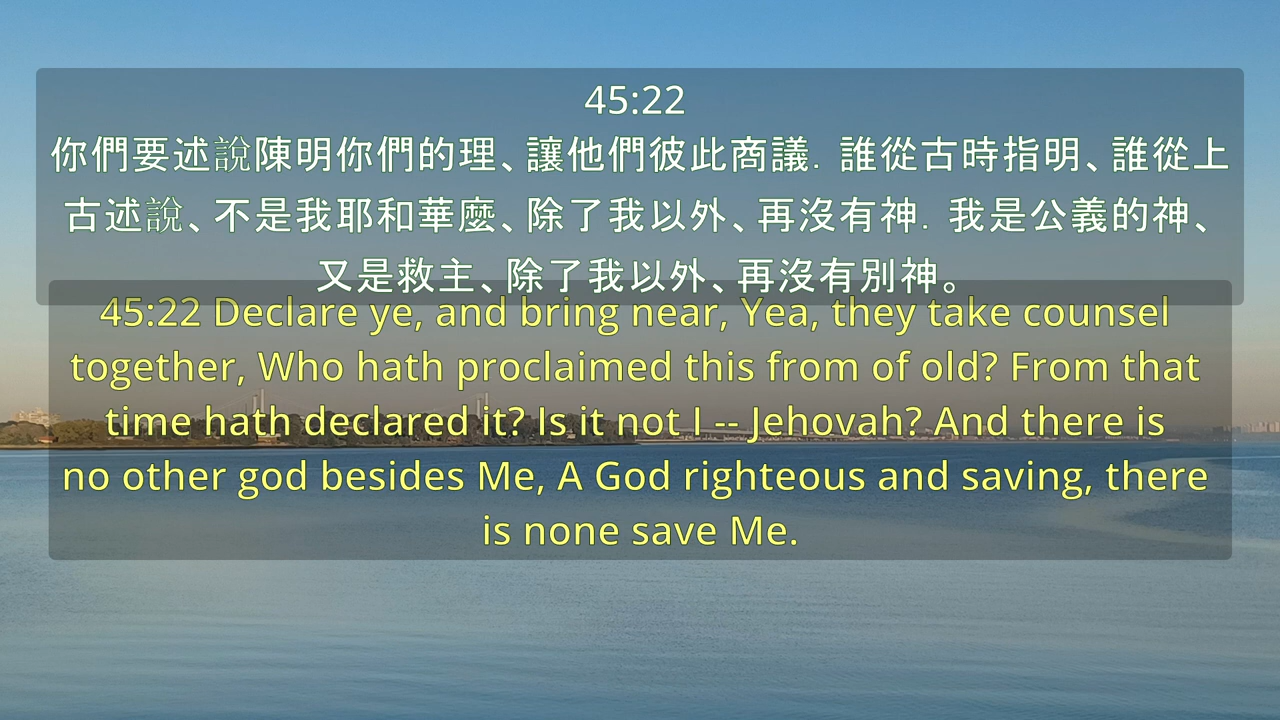 45:22
你們要述說陳明你們的理、讓他們彼此商議. 誰從古時指明、誰從上
古述說、不是我耶和華麼、除了我以外、再沒有神. 我是公義的神、
又是救主、除了我以外、再沒有別神。
45:22 Declare ye, and bring near, Yea, they take counsel
together, Who hath proclaimed this from of old? From that
time hath declared it? Is it not I -- Jehovah? And there is
no other god besides Me, A God righteous and saving, there
is none save Me.